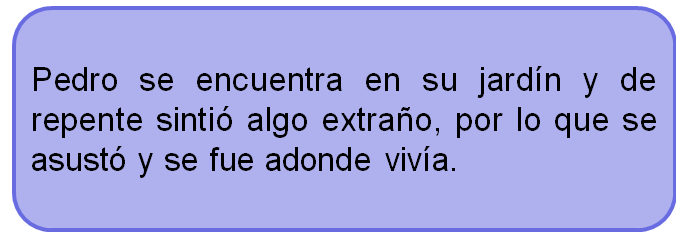 Pedro se encuentra en su jardín y de
repente sintió algo extraño, por lo que se
asustó y se fue adonde vivía.